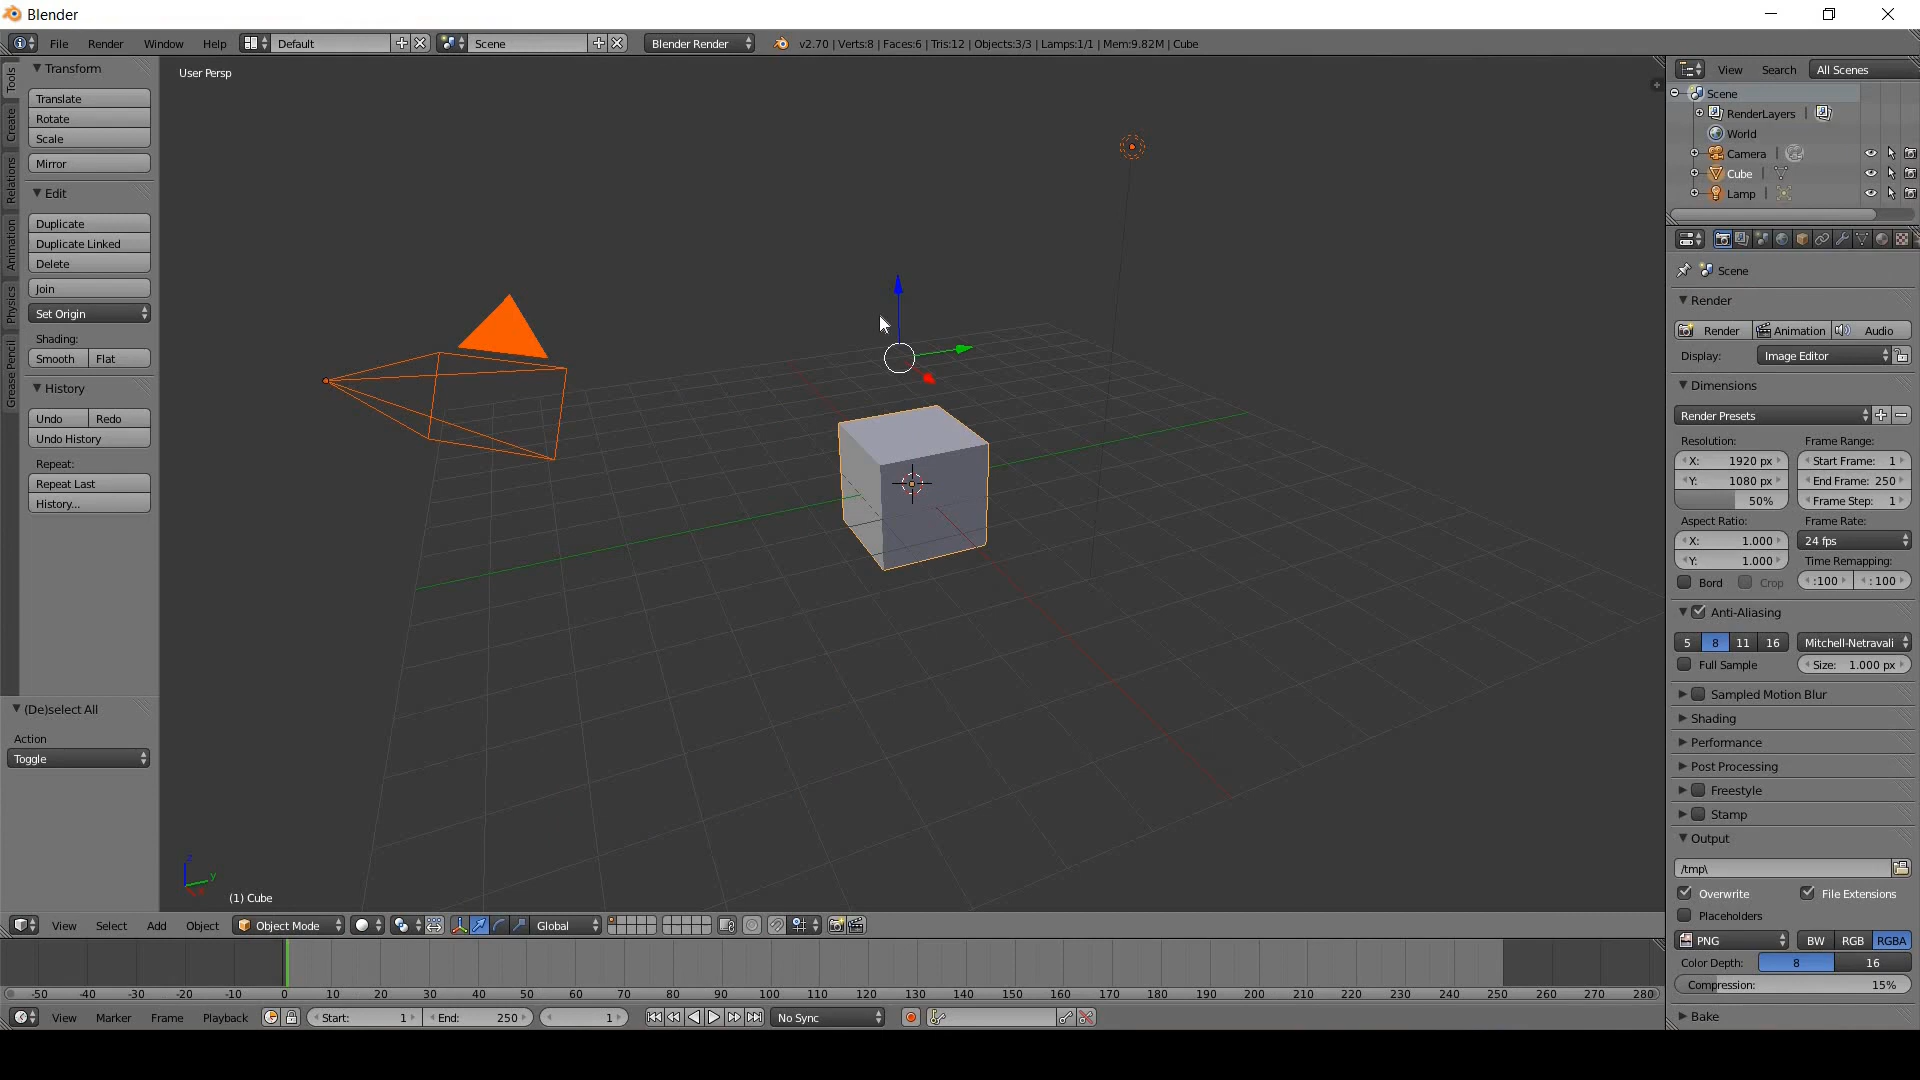 Blender
File Render Window Help Default Scene Blender Render v2.70 | Verts:8 | Faces:6 | Tris:12 | Objects:3/3 | Lamps:1/1 | Mem:9.82M | Cube
Tools
Create
Relations
Animation
Physics
Grease Pencil
Transform
Translate
Rotate
Scale
Mirror
Edit
Duplicate
Duplicate Linked
Delete
Join
Set Origin
Shading:
Smooth Flat
History
Undo Redo
Undo History
Repeat:
Repeat Last
History...
(De)select All
Action
Toggle
User Persp
z
y
(1) Cube
View Select Add Object Object Mode Global
-50 -40 -30 -20 -10 0 10 20 30 40 50 60 70 80 90 100 110 120 130 140 150 160 170 180 190 200 210 220 230 240 250 260 270 280
View Marker Frame Playback Start: 1 End: 250 1 No Sync
View Search All Scenes
Scene
RenderLayers |
World
Camera |
Cube |
Lamp |
Scene
Render
Render Animation Audio
Display: Image Editor
Dimensions
Render Presets
Resolution: Frame Range:
X: 1920 px Start Frame: 1
Y: 1080 px End Frame: 250
50% Frame Step: 1
Aspect Ratio: Frame Rate:
X: 1.000 24 fps
Y: 1.000 Time Remapping:
Bord Crop :100 : 100
Anti-Aliasing
5 8 11 16 Mitchell-Netravali
Full Sample Size: 1.000 px
Sampled Motion Blur
Shading
Performance
Post Processing
Freestyle
Stamp
Output
/tmp\
Overwrite File Extensions
Placeholders
PNG BW RGB RGBA
Color Depth: 8 16
Compression: 15%
Bake